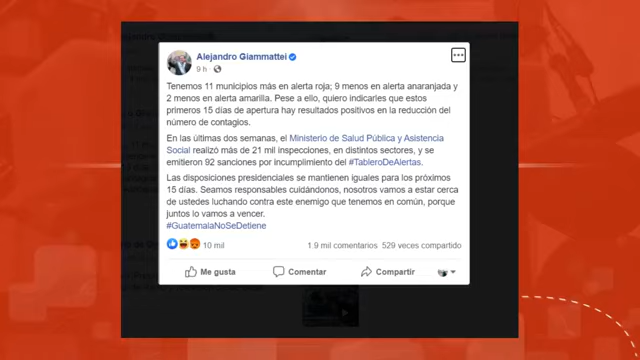 Alejandro Giammattei
9 h ·
Tenemos 11 municipios más en alerta roja; 9 menos en alerta anaranjada y
2 menos en alerta amarilla. Pese a ello, quiero indicarles que estos
primeros 15 días de apertura hay resultados positivos en la reducción del
número de contagios.
En las últimas dos semanas, el Ministerio de Salud Pública y Asistencia
Social realizó más de 21 mil inspecciones, en distintos sectores, y se
emitieron 92 sanciones por incumplimiento del #TableroDeAlertas.
Las disposiciones presidenciales se mantienen iguales para los próximos
15 días. Seamos responsables cuidándonos, nosotros vamos a estar cerca
de ustedes luchando contra este enemigo que tenemos en común, porque
juntos lo vamos a vencer.
#GuatemalaNoSeDetiene
10 mil 1.9 mil comentarios 529 veces compartido
Me gusta Comentar Compartir